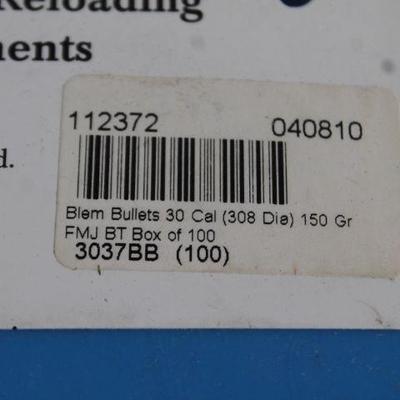 Reloading
ments
d.
112372 040810
Blem Bullets 30 Cal (308 Dia) 150 Gr
FMJ BT Box of 100
3037BB (100)